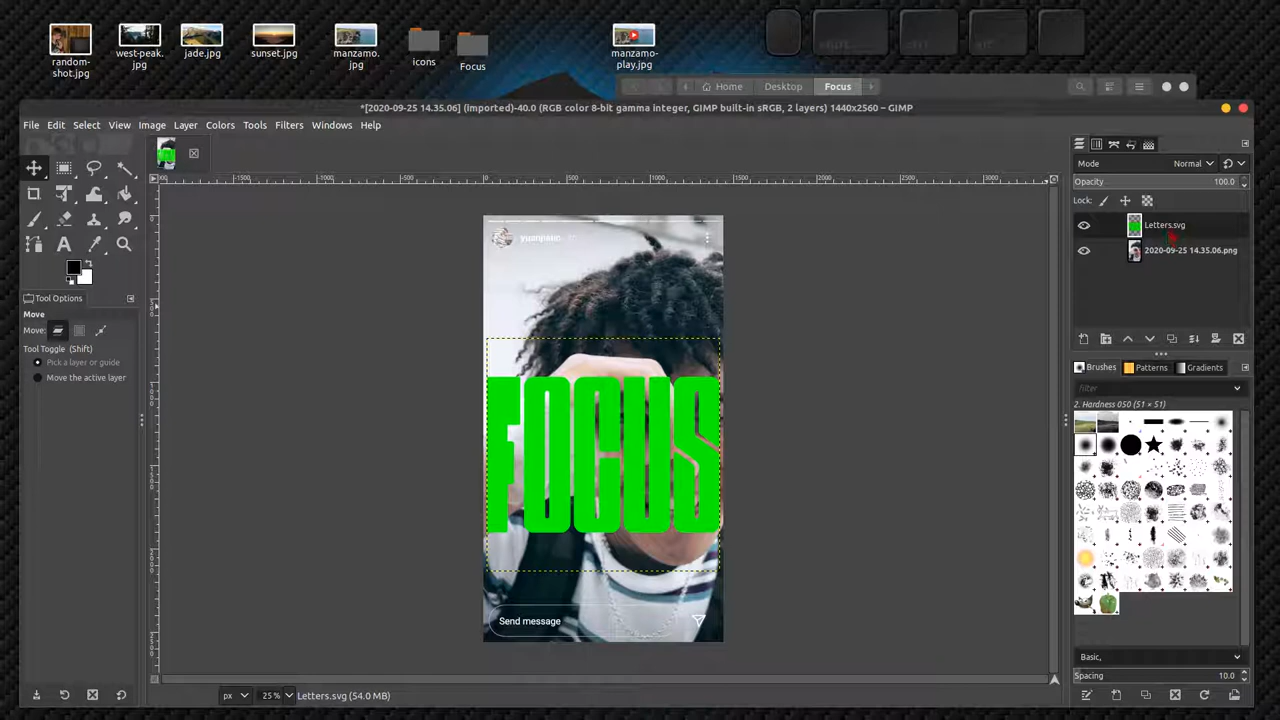 random-
shot.jpg
west-peak.
jpg
jade.jpg
sunset.jpg
manzamo.
jpg
icons
Focus
manzamo-
play.jpg
Home
Desktop
Focus
*[2020-09-25 14.35.06] (imported)-40.0 (RGB color 8-bit gamma integer, GIMP built-in sRGB, 2 layers) 1440x2560 – GIMP
File Edit Select View Image Layer Colors Tools Filters Windows Help
Mode Normal
Opacity 100.0
Lock:
Letters.svg
2020-09-25 14.35.06.png
Tool Options
Move
Move:
Tool Toggle (Shift)
Pick a layer or guide
Move the active layer
FOCUS
Send message
Brushes
Patterns
Gradients
filter
2. Hardness 050 (51 × 51)
Basic,
Spacing 10.0
px
25 %
Letters.svg (54.0 MB)